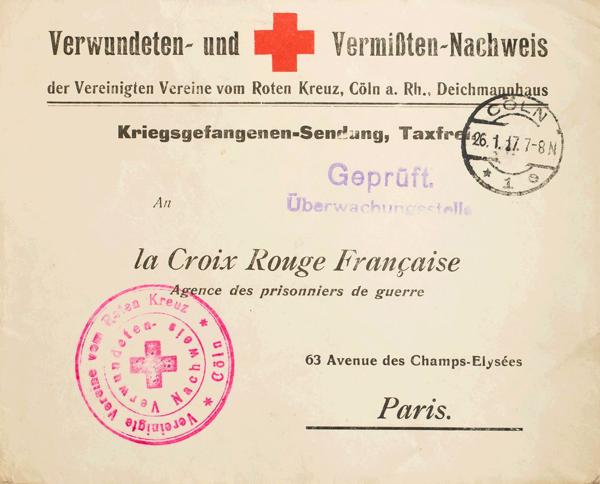 Verwundeten- und Vermißten-Nachweis
der Vereinigten Vereine vom Roten Kreuz, Cöln a. Rh., Deichmannhaus
Kriegsgefangenen-Sendung, Taxfrei
CÖLN
26.1.17.7-8N
* 1 e
Geprüft.
Überwachungsstelle
An
la Croix Rouge Française
Agence des prisonniers de guerre
Vereinigte Vereine vom Roten Kreuz * Cöln *
Verwundeten- Nachweis
63 Avenue des Champs-Elysées
Paris.